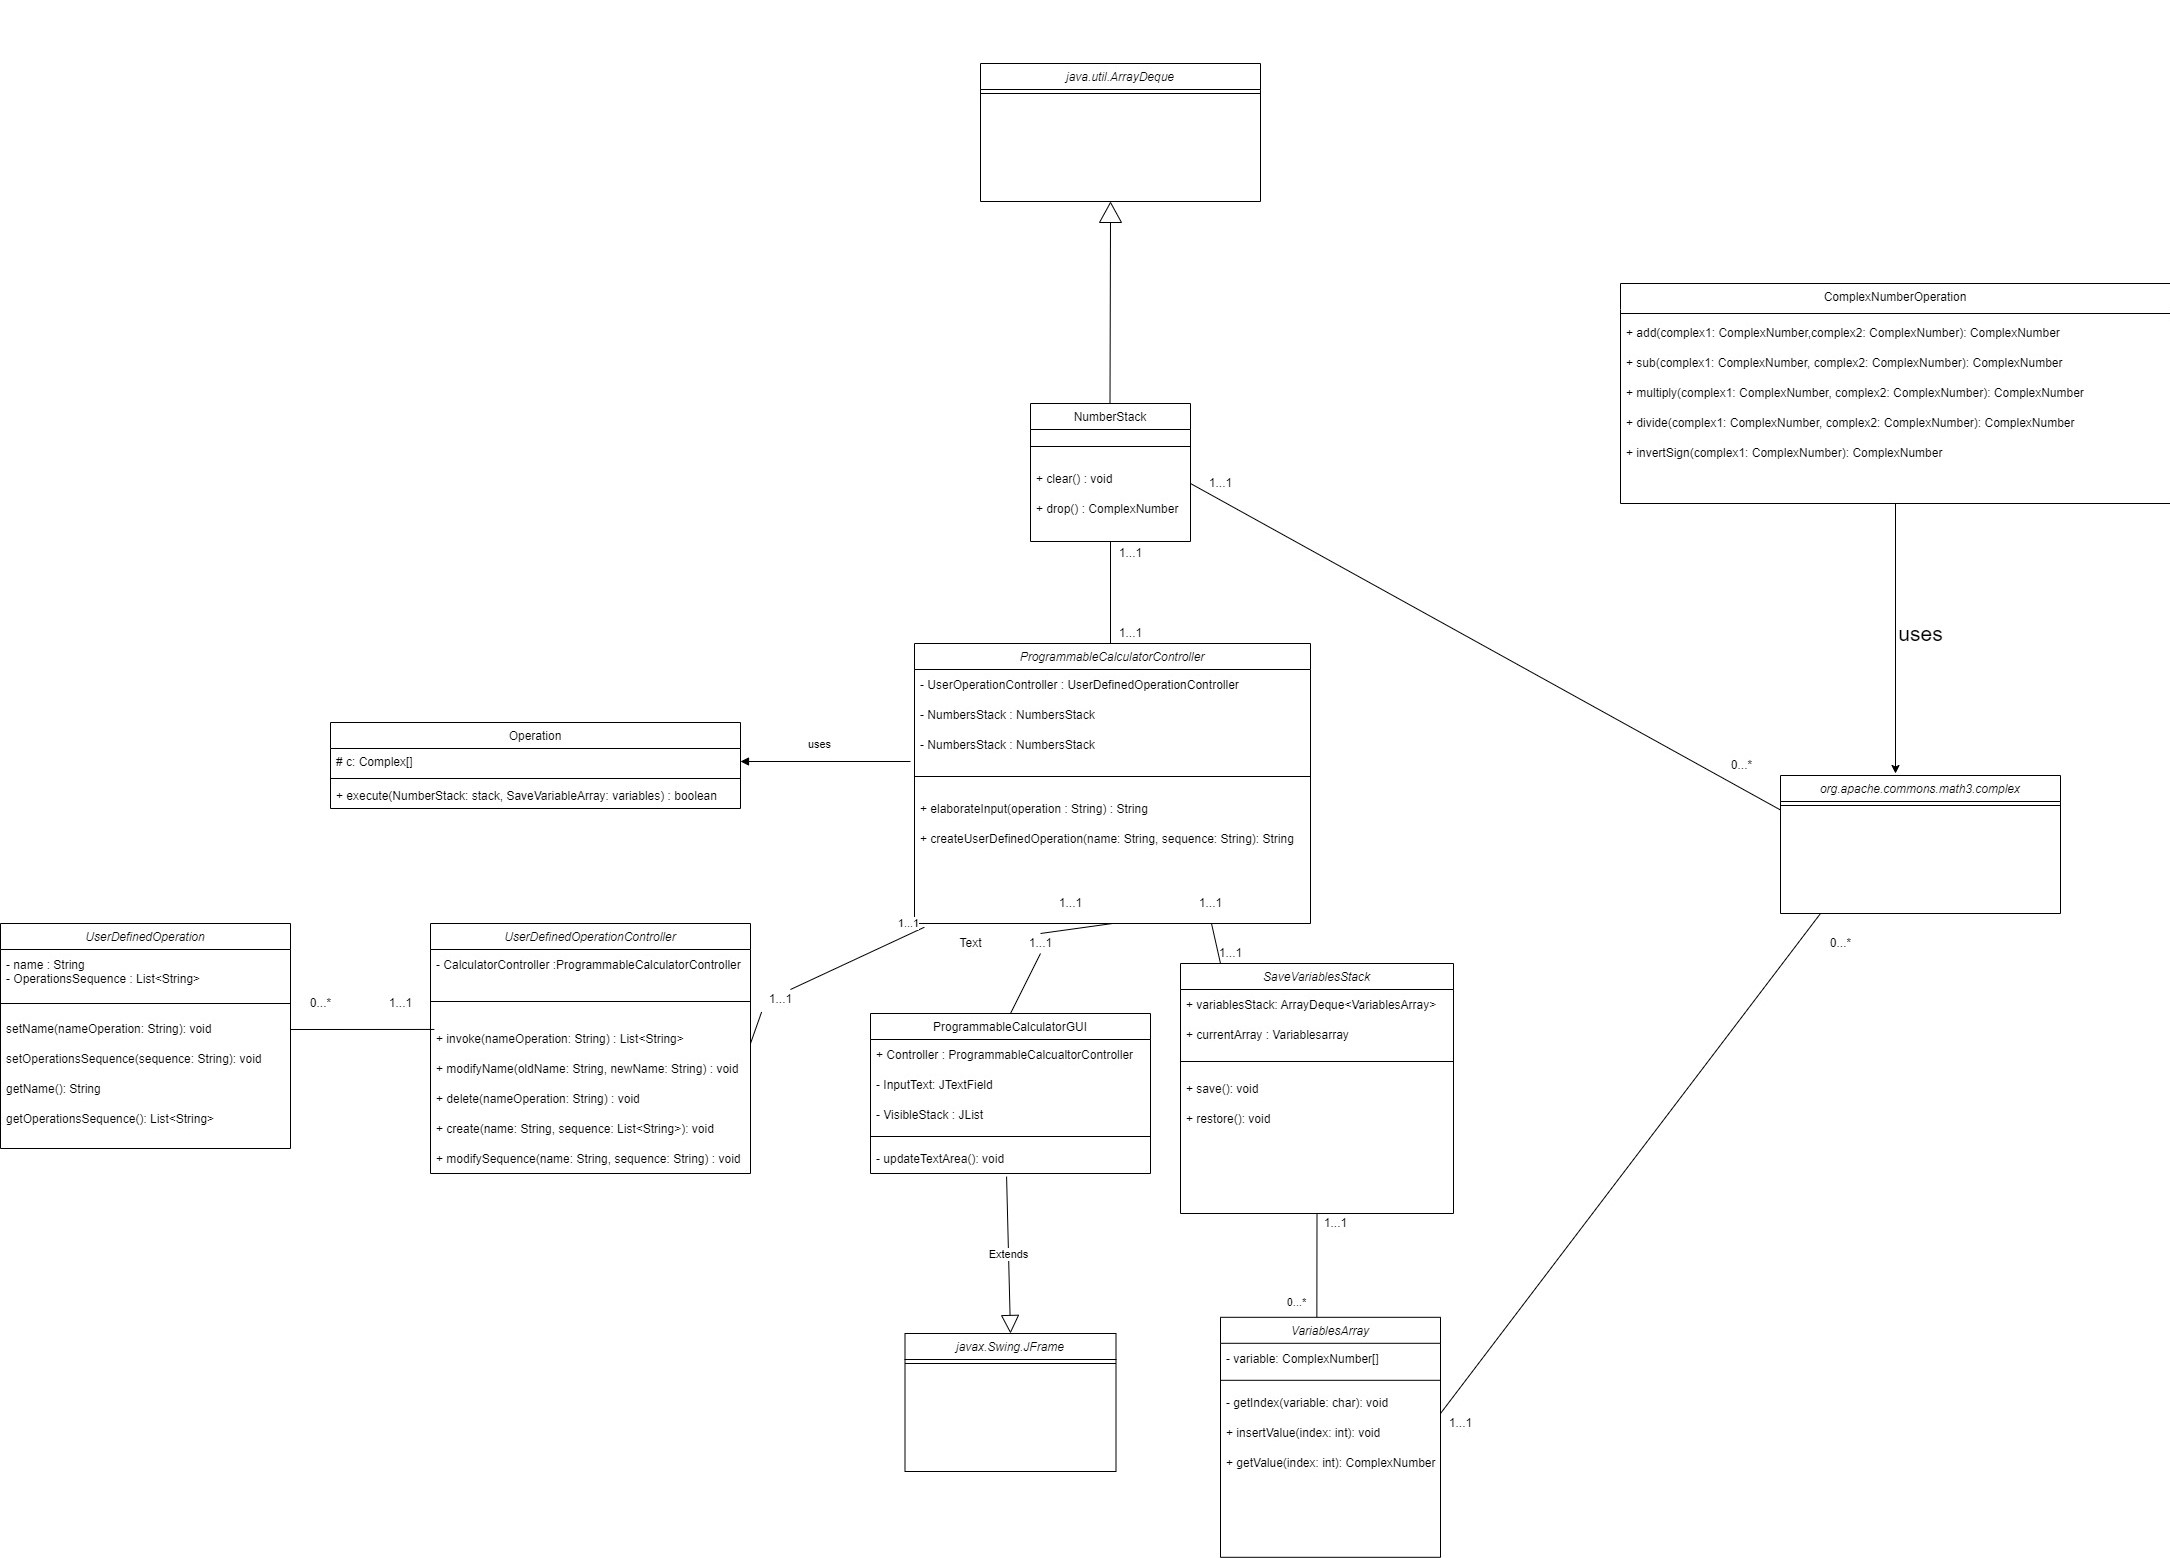 java.util.ArrayDeque
ComplexNumberOperation
+ add(complex1: ComplexNumber,complex2: ComplexNumber): ComplexNumber
+ sub(complex1: ComplexNumber, complex2: ComplexNumber): ComplexNumber
+ multiply(complex1: ComplexNumber, complex2: ComplexNumber): ComplexNumber
+ divide(complex1: ComplexNumber, complex2: ComplexNumber): ComplexNumber
+ invertSign(complex1: ComplexNumber): ComplexNumber
NumberStack
+ clear() : void
+ drop() : ComplexNumber
1...1
1...1
1...1
uses
ProgrammableCalculatorController
- UserOperationController : UserDefinedOperationController
- NumbersStack : NumbersStack
- NumbersStack : NumbersStack
+ elaborateInput(operation : String) : String
+ createUserDefinedOperation(name: String, sequence: String): String
1...1
1...1
Operation
# c: Complex[]
+ execute(NumberStack: stack, SaveVariableArray: variables) : boolean
uses
0...*
org.apache.commons.math3.complex
0...*
UserDefinedOperation
- name : String
- OperationsSequence : List<String>
setName(nameOperation: String): void
setOperationsSequence(sequence: String): void
getName(): String
getOperationsSequence(): List<String>
0...*
1...1
UserDefinedOperationController
- CalculatorController :ProgrammableCalculatorController
+ invoke(nameOperation: String) : List<String>
+ modifyName(oldName: String, newName: String) : void
+ delete(nameOperation: String) : void
+ create(name: String, sequence: List<String>): void
+ modifySequence(name: String, sequence: String) : void
1...1
1...1
Text
1...1
1...1
ProgrammableCalculatorGUI
+ Controller : ProgrammableCalcualtorController
- InputText: JTextField
- VisibleStack : JList
- updateTextArea(): void
SaveVariablesStack
+ variablesStack: ArrayDeque<VariablesArray>
+ currentArray : Variablesarray
+ save(): void
+ restore(): void
1...1
Extends
0...*
javax.Swing.JFrame
VariablesArray
- variable: ComplexNumber[]
- getIndex(variable: char): void
+ insertValue(index: int): void
+ getValue(index: int): ComplexNumber
1...1